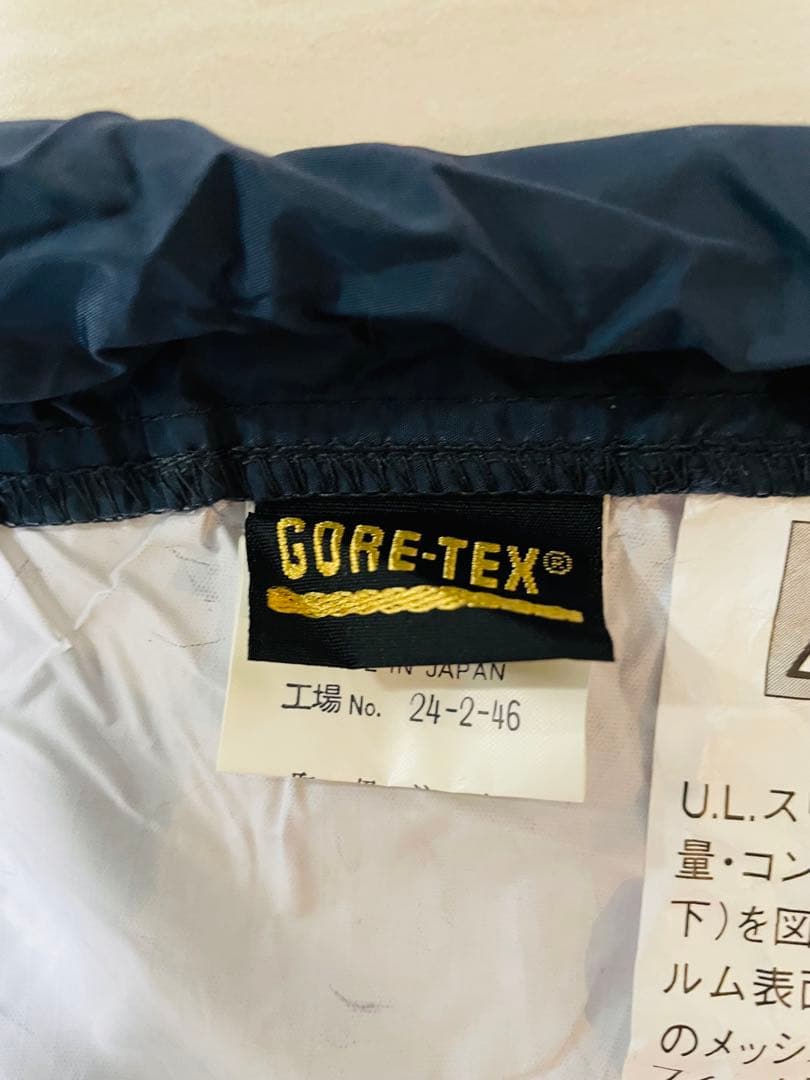 GORE-TEX®
IN JAPAN
工場 No. 24-2-46
U.L.ス
量・コン
下)を図
ルム表面
のメッシ